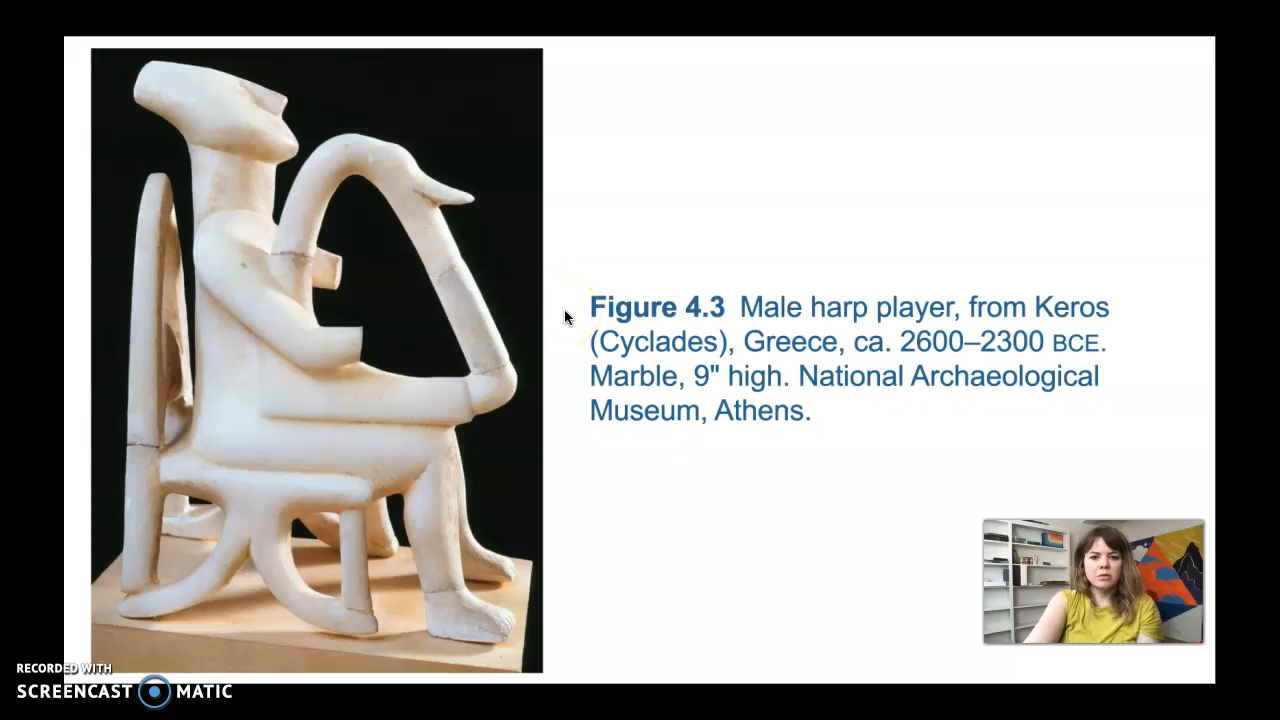 Figure 4.3 Male harp player, from Keros
(Cyclades), Greece, ca. 2600–2300 BCE.
Marble, 9" high. National Archaeological
Museum, Athens.
RECORDED WITH
SCREENCAST MATIC